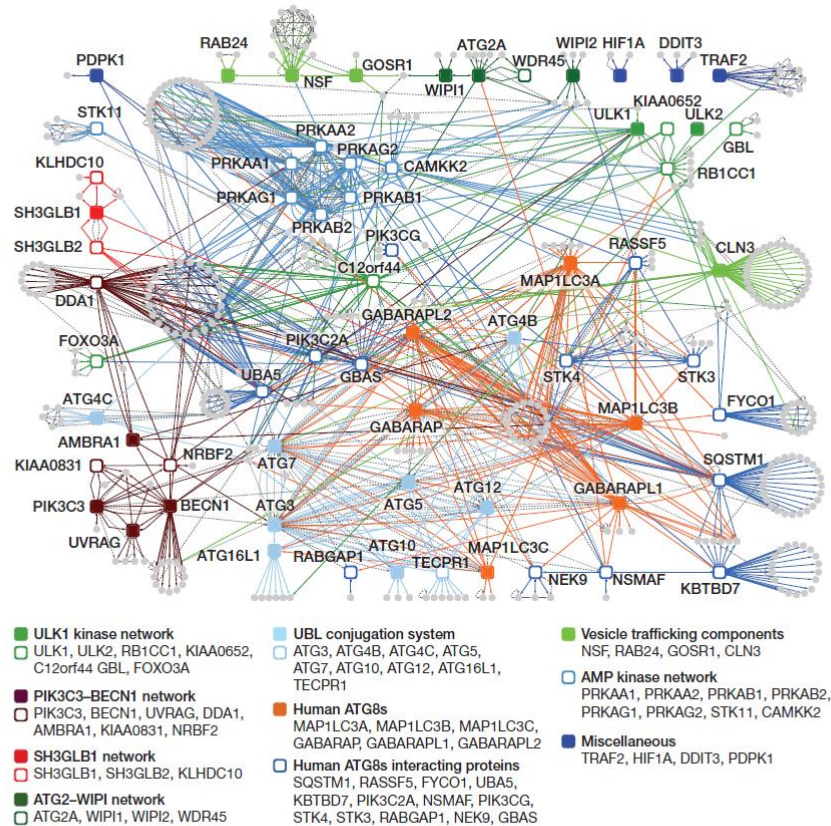 RAB24
NSF
GOSR1
ATG2A
WIPI1
WDR45
WIPI2
HIF1A
DDIT3
TRAF2
PDPK1
STK11
KLHDC10
SH3GLB1
SH3GLB2
PRKAA2
PRKAG2
PRKAA1
CAMKK2
PRKAG1
PRKAB1
PRKAB2
PIK3CG
ULK1
KIAA0652
ULK2
GBL
RB1CC1
C12orf44
DDA1
MAP1LC3A
RASSF5
CLN3
GABARAPL2
ATG4B
FOXO3A
PIK3C2A
UBA5
GBAS
STK4
STK3
FYCO1
ATG4C
AMBRA1
GABARAP
MAP1LC3B
KIAA0831
NRBF2
ATG7
SQSTM1
PIK3C3
BECN1
ATG3
ATG5
ATG12
GABARAPL1
UVRAG
ATG16L1
RABGAP1
ATG10
TECPR1
MAP1LC3C
NEK9
NSMAF
KBTBD7
ULK1 kinase network
ULK1, ULK2, RB1CC1, KIAA0652,
C12orf44 GBL, FOXO3A
PIK3C3–BECN1 network
PIK3C3, BECN1, UVRAG, DDA1,
AMBRA1, KIAA0831, NRBF2
SH3GLB1 network
SH3GLB1, SH3GLB2, KLHDC10
ATG2–WIPI network
ATG2A, WIPI1, WIPI2, WDR45
UBL conjugation system
ATG3, ATG4B, ATG4C, ATG5,
ATG7, ATG10, ATG12, ATG16L1,
TECPR1
Human ATG8s
MAP1LC3A, MAP1LC3B, MAP1LC3C,
GABARAP, GABARAPL1, GABARAPL2
Human ATG8s interacting proteins
SQSTM1, RASSF5, FYCO1, UBA5,
KBTBD7, PIK3C2A, NSMAF, PIK3CG,
STK4, STK3, RABGAP1, NEK9, GBAS
Vesicle trafficking components
NSF, RAB24, GOSR1, CLN3
AMP kinase network
PRKAA1, PRKAA2, PRKAB1, PRKAB2,
PRKAG1, PRKAG2, STK11, CAMKK2
Miscellaneous
TRAF2, HIF1A, DDIT3, PDPK1